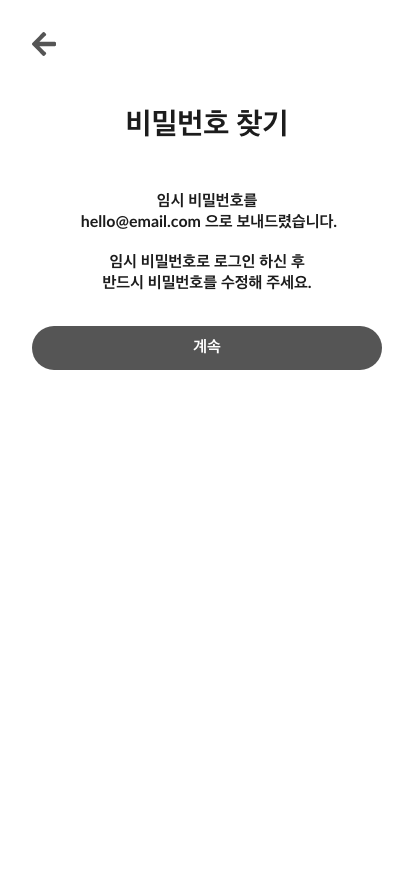 비밀번호 찾기
임시 비밀번호를
hello@email.com 으로 보내드렸습니다.
임시 비밀번호로 로그인 하신 후
반드시 비밀번호를 수정해 주세요.
계속